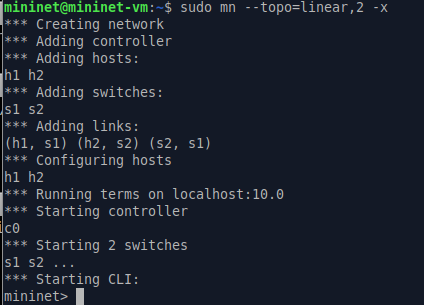 mininet@mininet-vm:~$ sudo mn --topo=linear,2 -x
*** Creating network
*** Adding controller
*** Adding hosts:
h1 h2
*** Adding switches:
s1 s2
*** Adding links:
(h1, s1) (h2, s2) (s2, s1)
*** Configuring hosts
h1 h2
*** Running terms on localhost:10.0
*** Starting controller
c0
*** Starting 2 switches
s1 s2 ...
*** Starting CLI:
mininet>